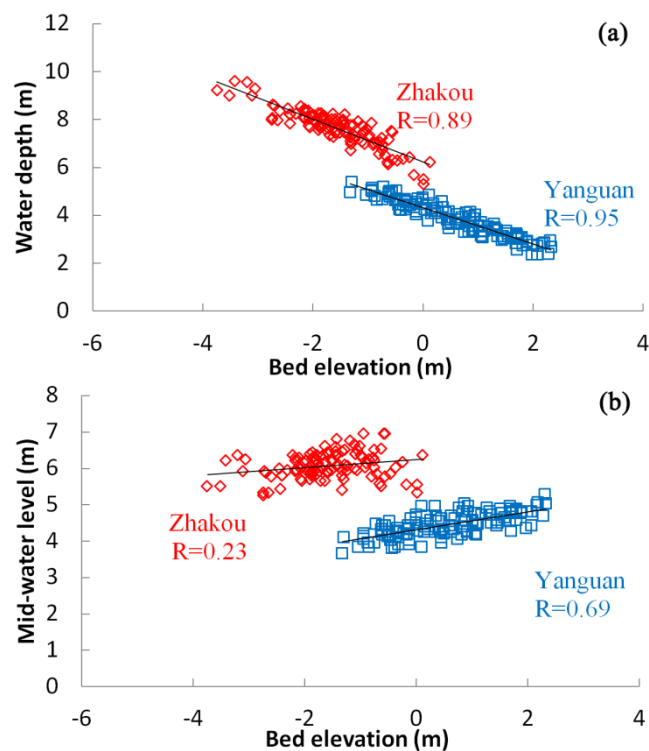 (a)
12
10
8
6
4
2
0
Water depth (m)
Zhakou
R=0.89
Yanguan
R=0.95
-6 -4 -2 0 2 4
Bed elevation (m)
(b)
8
7
6
5
4
3
2
1
0
Mid-water level (m)
Zhakou
R=0.23
Yanguan
R=0.69
-6 -4 -2 0 2 4
Bed elevation (m)